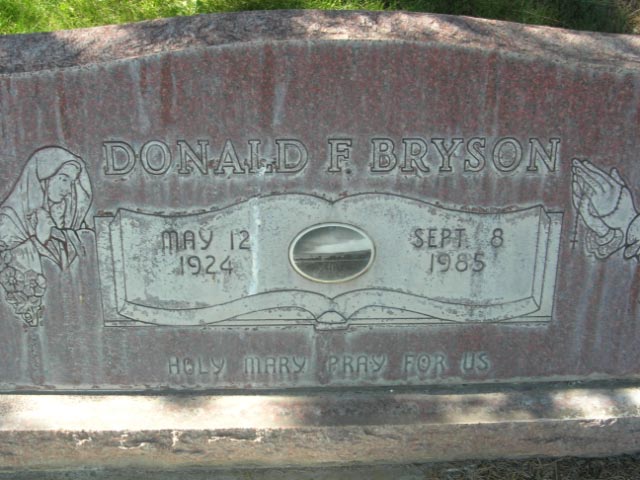 DONALD F. BRYSON
MAY 12
1924
SEPT. 8
1985
HOLY MARY PRAY FOR US